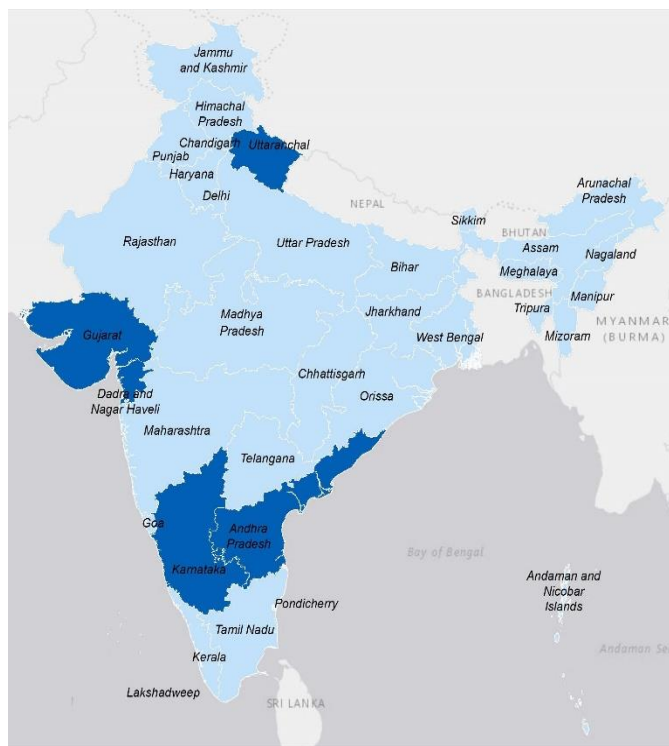 Jammu
and Kashmir
Himachal
Pradesh
Chandigarh
Uttaranchal
Punjab
Haryana
Delhi
NEPAL
Arunachal
Pradesh
Sikkim
BHUTAN
Rajasthan
Uttar Pradesh
Assam
Nagaland
Bihar
Meghalaya
BANGLADESH
Manipur
Tripura
Gujarat
Madhya
Pradesh
Jharkhand
West Bengal
Mizoram
MYANMAR
(BURMA)
Chhattisgarh
Dadra and
Nagar Haveli
Orissa
Maharashtra
Telangana
Goa
Andhra
Pradesh
Bay of Bengal
Karnataka
Andaman and
Nicobar
Islands
Pondicherry
Tamil Nadu
Andaman Se
Kerala
Lakshadweep
SRI LANKA